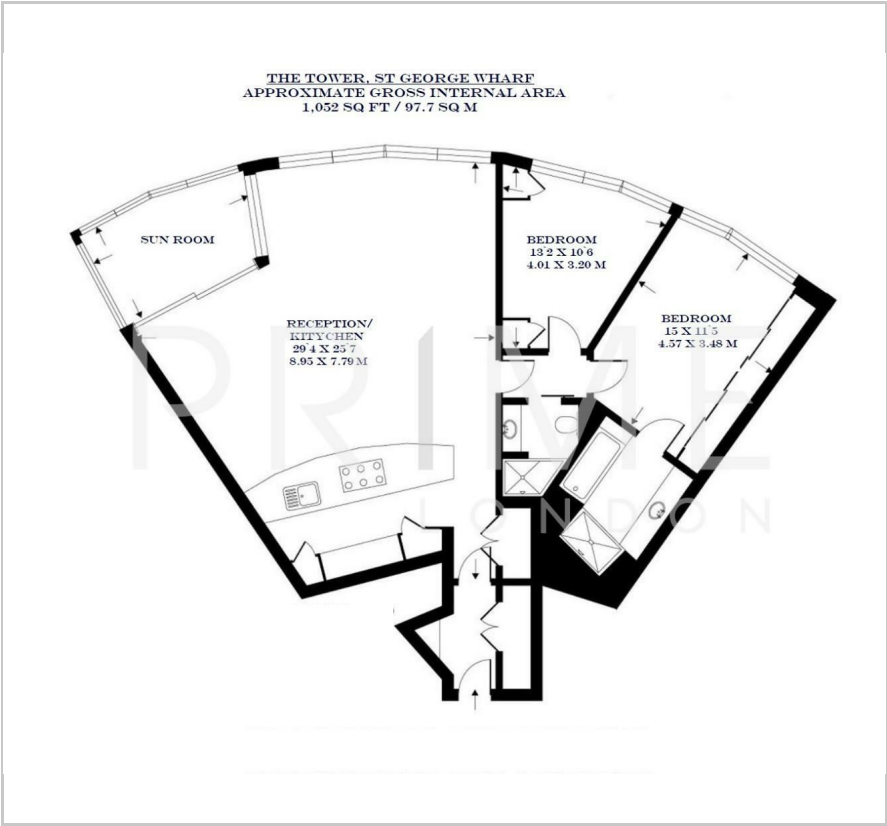 THE TOWER, ST GEORGE WHARF
APPROXIMATE GROSS INTERNAL AREA
1,052 SQ FT / 97.7 SQ M
SUN ROOM
BEDROOM
13'2 X 10'6
4.01 X 3.20 M
BEDROOM
15 X 11'5
4.57 X 3.48 M
RECEPTION/
KITYCHEN
29'4 X 25'7
8.95 X 7.79 M
PRIME
LONDON